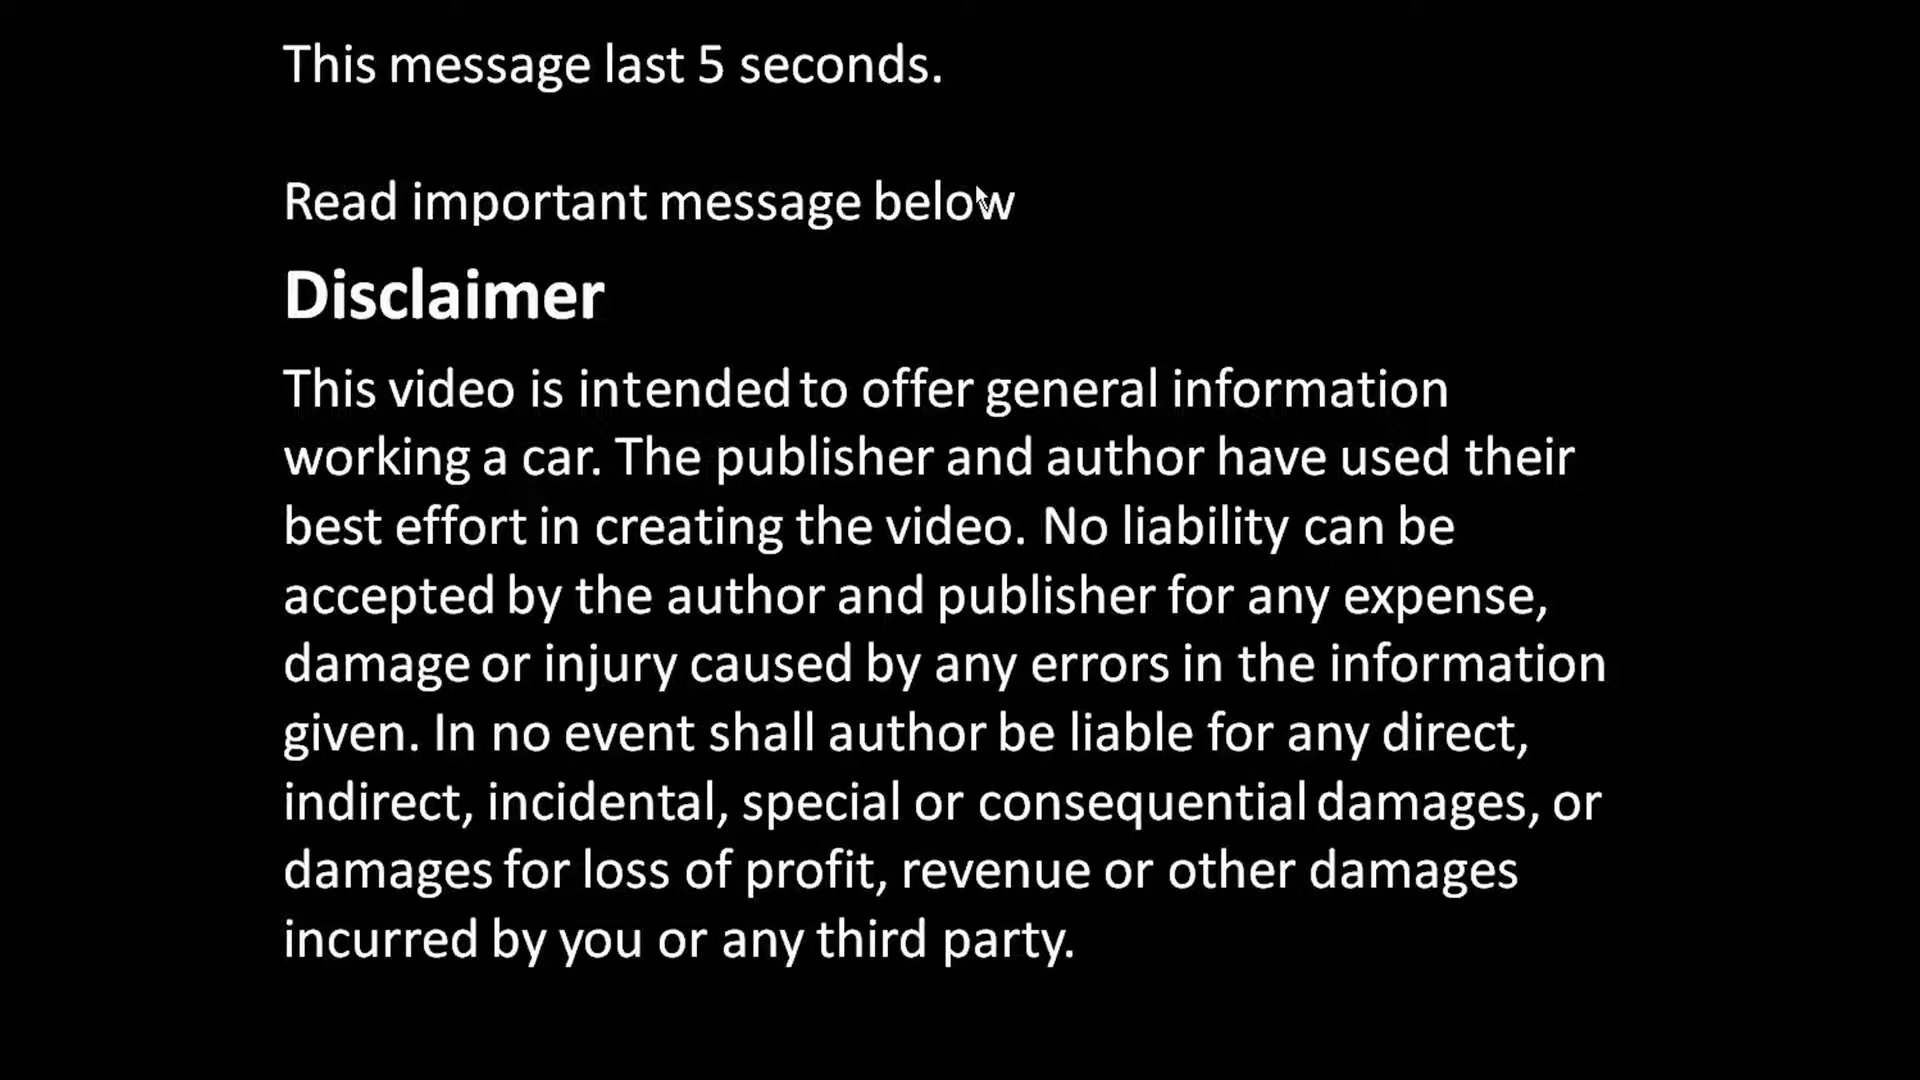 This message last 5 seconds.
Read important message below
Disclaimer
This video is intended to offer general information
working a car. The publisher and author have used their
best effort in creating the video. No liability can be
accepted by the author and publisher for any expense,
damage or injury caused by any errors in the information
given. In no event shall author be liable for any direct,
indirect, incidental, special or consequential damages, or
damages for loss of profit, revenue or other damages
incurred by you or any third party.